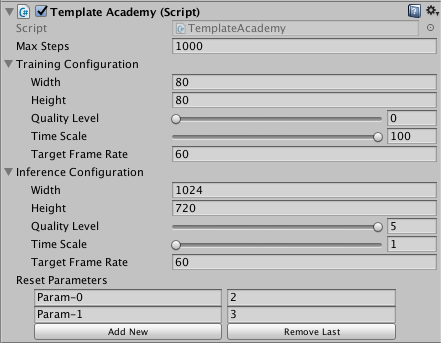 Template Academy (Script)
Script TemplateAcademy
Max Steps 1000
Training Configuration
Width 80
Height 80
Quality Level 0
Time Scale 100
Target Frame Rate 60
Inference Configuration
Width 1024
Height 720
Quality Level 5
Time Scale 1
Target Frame Rate 60
Reset Parameters
Param-0 2
Param-1 3
Add New Remove Last